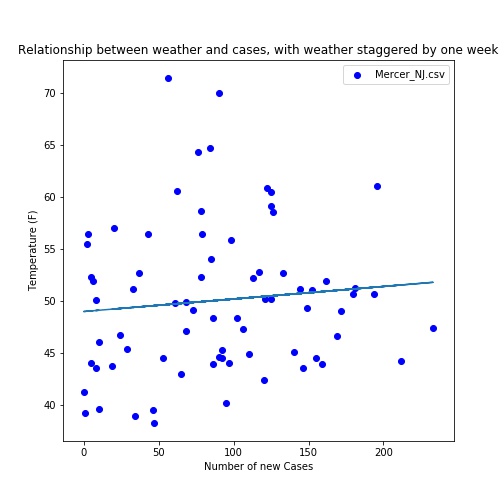 Relationship between weather and cases, with weather staggered by one week
Mercer_NJ.csv
Temperature (F)
70
65
60
55
50
45
40
0 50 100 150 200
Number of new Cases